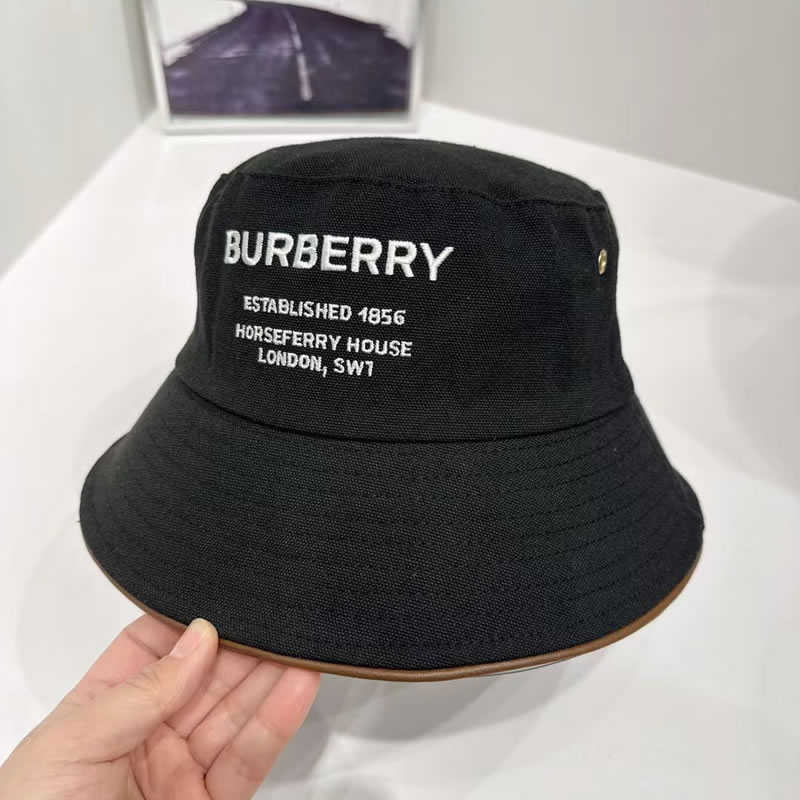 BURBERRY
ESTABLISHED 1856
HORSEFERRY HOUSE
LONDON, SW1